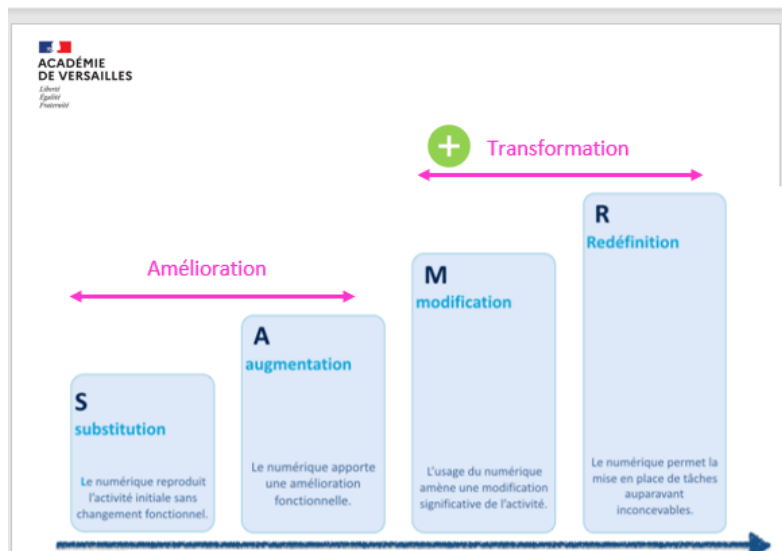 ACADÉMIE
DE VERSAILLES
Liberté
Égalité
Fraternité
+ Transformation
R
Redéfinition
Amélioration
M
modification
A
augmentation
S
substitution
Le numérique reproduit
l'activité initiale sans
changement fonctionnel.
Le numérique apporte
une amélioration
fonctionnelle.
L'usage du numérique
amène une modification
significative de l'activité.
Le numérique permet la
mise en place de tâches
auparavant
inconcevables.